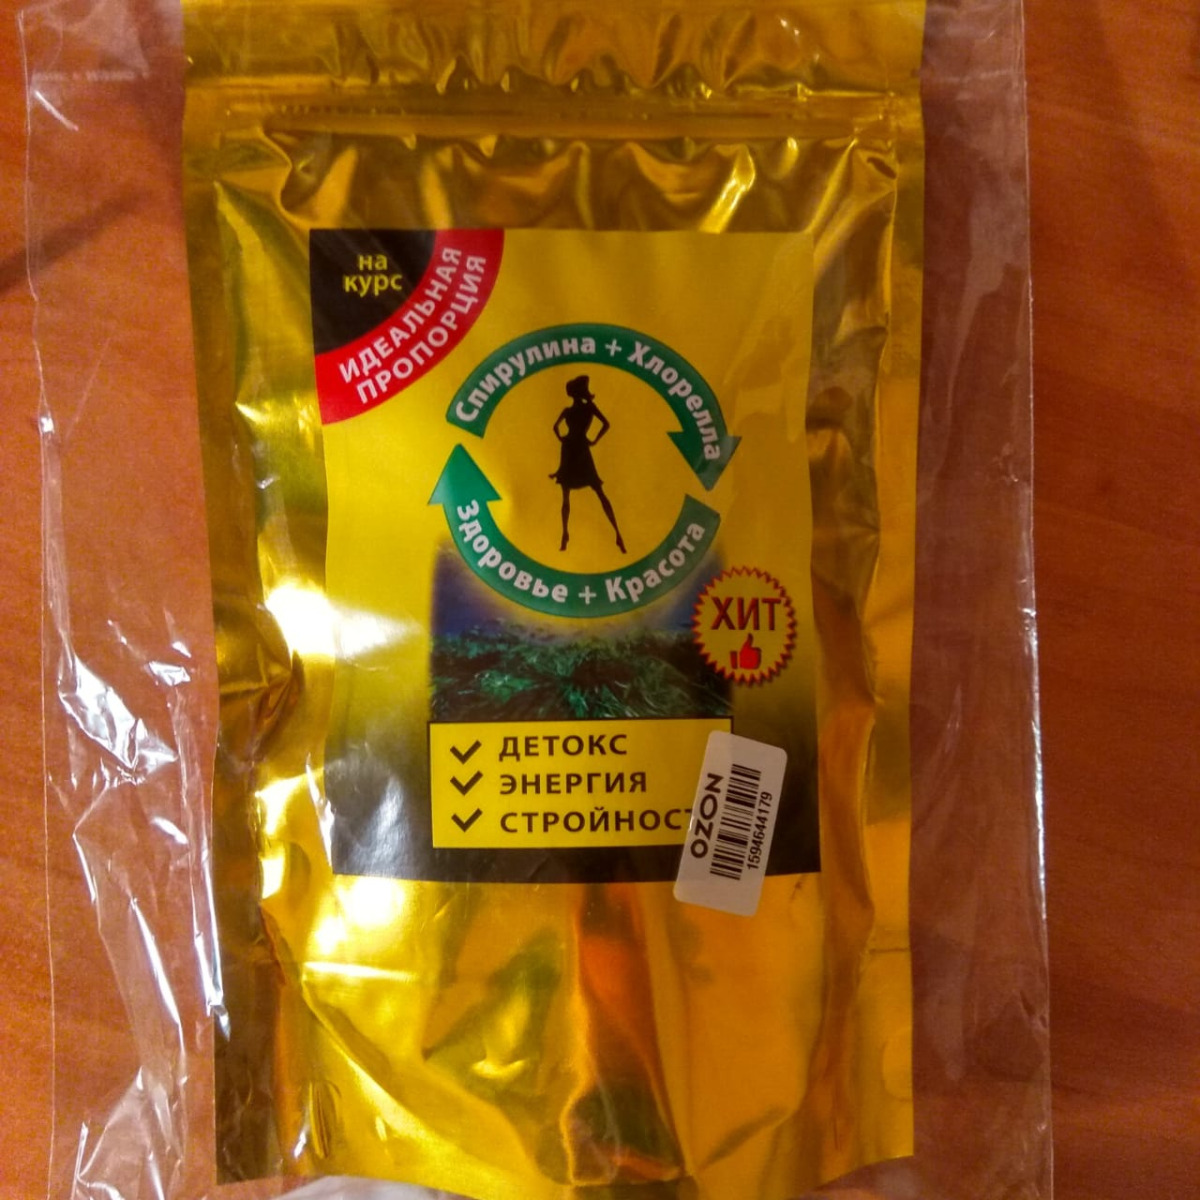 на
курс
ИДЕАЛЬНАЯ
ПРОПОРЦИЯ
Спирулина + Хлорелла
Здоровье + Красота
ХИТ
ДЕТОКС
ЭНЕРГИЯ
СТРОЙНОСТ
OZON
1594644179